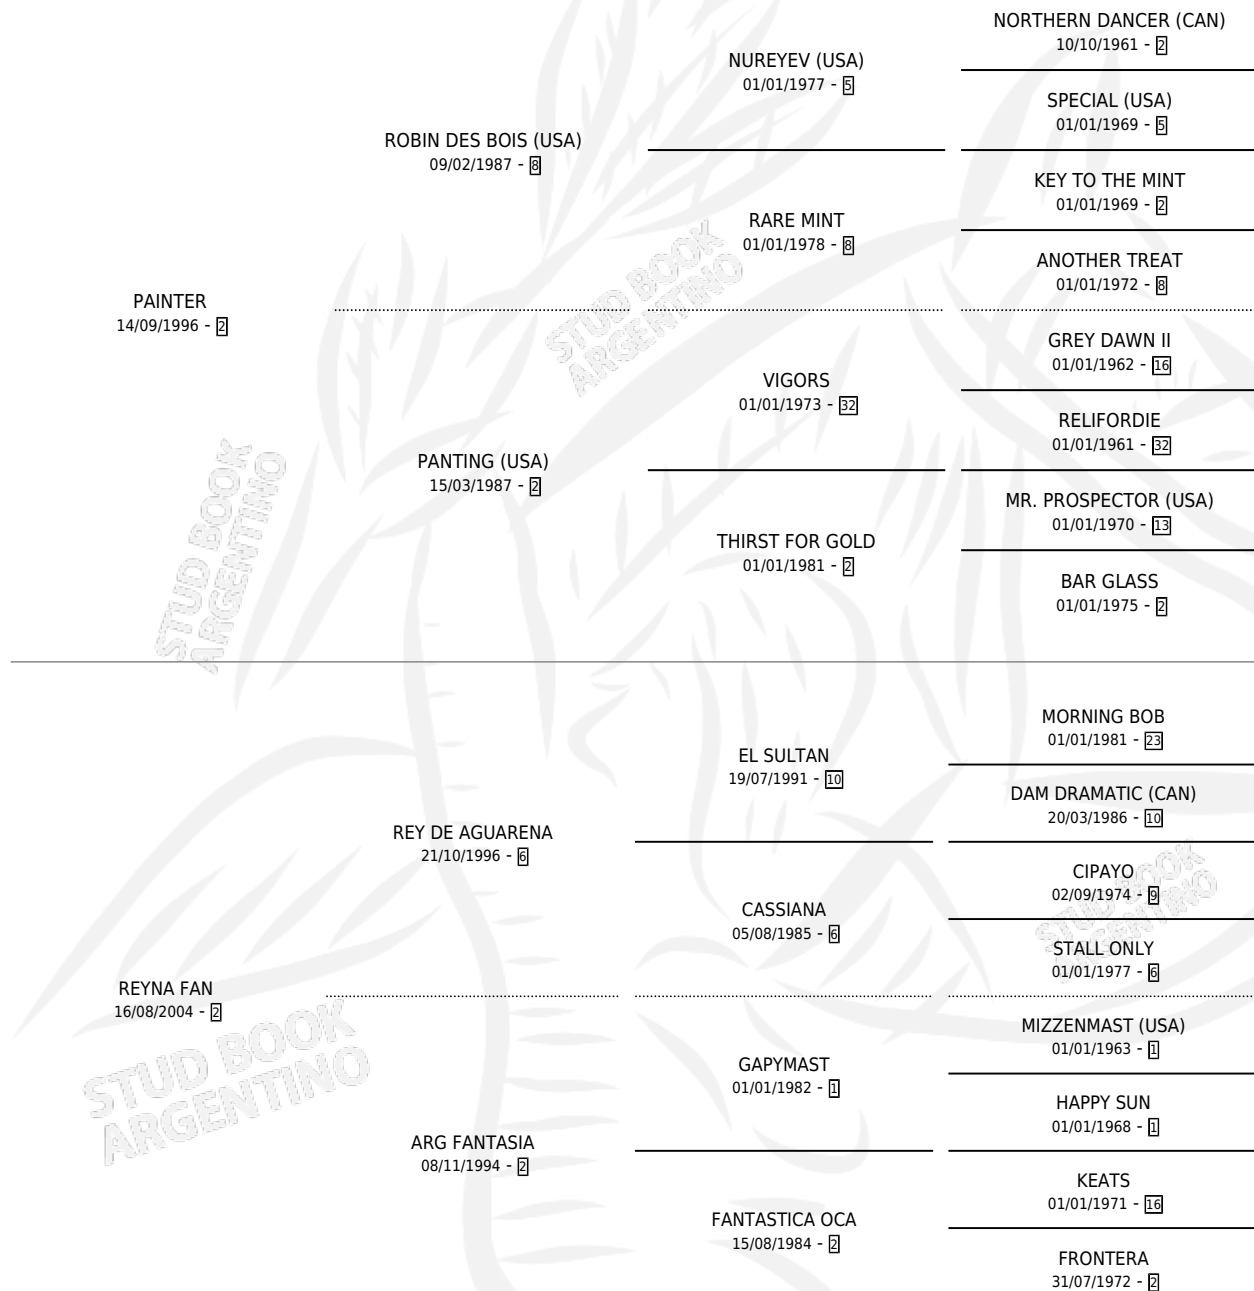 NORTHERN DANCER (CAN)
10/10/1961 - 2
NUREYEV (USA)
01/01/1977 - 5
SPECIAL (USA)
01/01/1969 - 5
ROBIN DES BOIS (USA)
09/02/1987 - 8
KEY TO THE MINT
01/01/1969 - 2
RARE MINT
01/01/1978 - 8
ANOTHER TREAT
01/01/1972 - 8
PAINTER
14/09/1996 - 2
GREY DAWN II
01/01/1962 - 16
VIGORS
01/01/1973 - 32
RELIFORDIE
01/01/1961 - 32
PANTING (USA)
15/03/1987 - 2
MR. PROSPECTOR (USA)
01/01/1970 - 13
THIRST FOR GOLD
01/01/1981 - 2
BAR GLASS
01/01/1975 - 2
STUD BOOK
ARGENTINO
STUD BOOK
ARGENTINO
MORNING BOB
01/01/1981 - 23
EL SULTAN
19/07/1991 - 10
DAM DRAMATIC (CAN)
20/03/1986 - 10
REY DE AGUARENA
21/10/1996 - 6
CIPAYO
02/09/1974 - 9
CASSIANA
05/08/1985 - 6
STALL ONLY
01/01/1977 - 6
REYNA FAN
16/08/2004 - 2
MIZZENMAST (USA)
01/01/1963 - 1
GAPYMAST
01/01/1982 - 1
HAPPY SUN
01/01/1968 - 1
ARG FANTASIA
08/11/1994 - 2
KEATS
01/01/1971 - 16
FANTASTICA OCA
15/08/1984 - 2
FRONTERA
31/07/1972 - 2
STUD BOOK
ARGENTINO
STUD BOOK
ARGENTINO